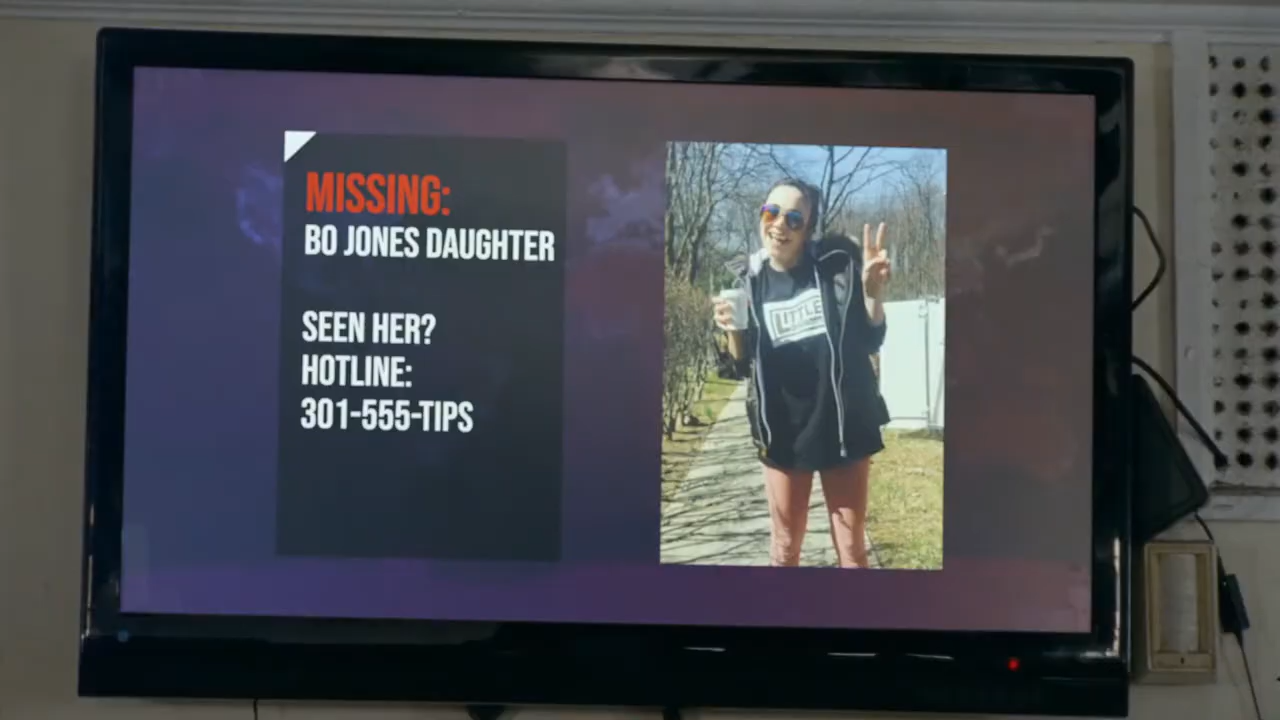 MISSING:
BO JONES DAUGHTER
SEEN HER?
HOTLINE:
301-555-TIPS
LITTLE